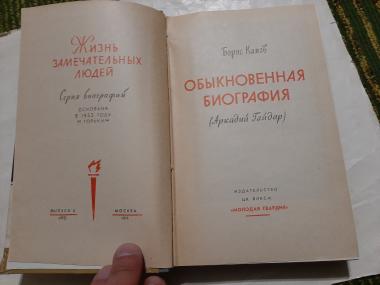 Жизнь
ЗАМЕЧАТЕЛЬНЫХ
ЛЮДЕЙ
Серия биографий
ОСНОВАНА
В 1933 ГОДУ
М. ГОРЬКИМ
ВЫПУСК
МОСКВА
Борис Камов
ОБЫКНОВЕННАЯ
БИОГРАФИЯ
(Аркадий Гайдар)
ИЗДАТЕЛЬСТВО
ЦК ВЛКСМ
«МОЛОДАЯ ГВАРДИЯ»